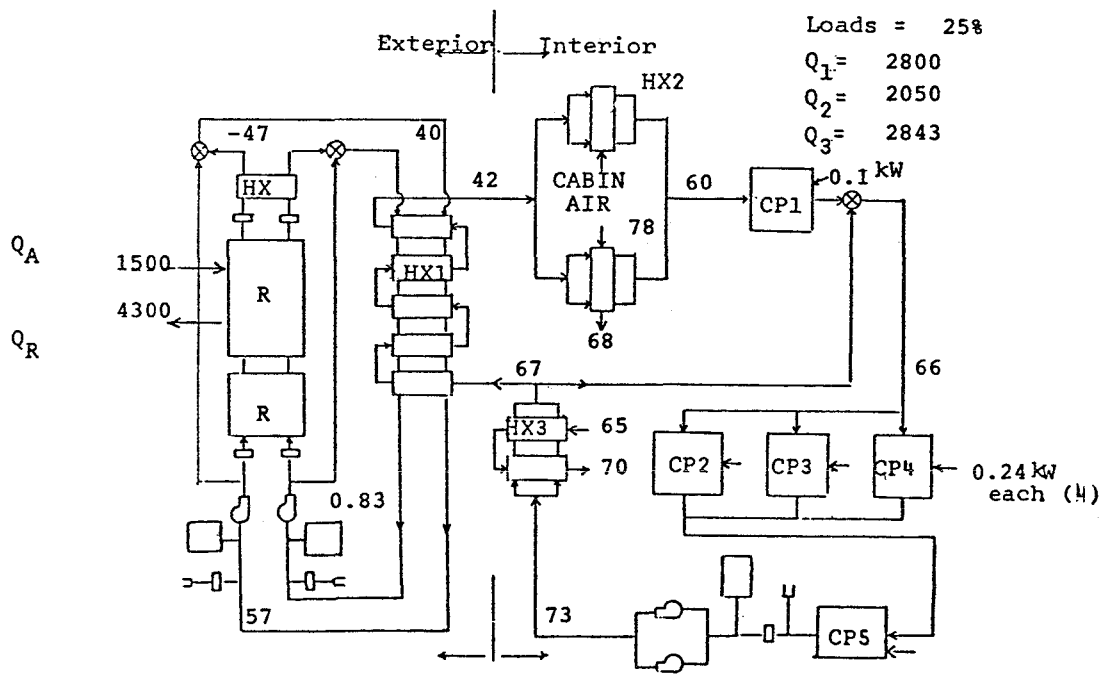 Loads = 25%
Exterior Interior
Q1= 2800
HX2
Q2= 2050
-47
40
Q3= 2843
0.1 kW
42
CABIN
AIR
60
HX
CP1
78
QA
1500
HX1
R
4300
68
QR
67
66
R
HX3
65
CP2
CP3
CP4
70
0.24 kW
each (4)
0.83
57
73
CP5